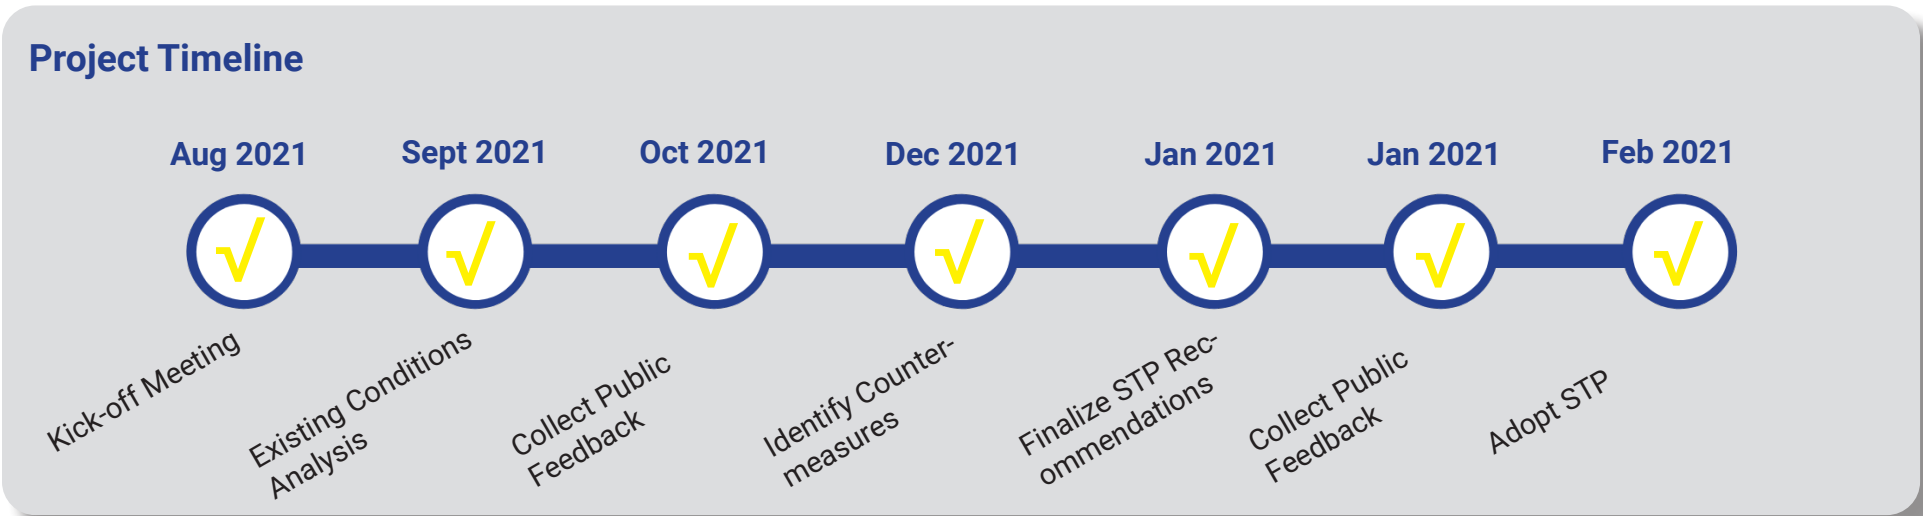 Project Timeline
Aug 2021
Sept 2021
Oct 2021
Dec 2021
Jan 2021
Jan 2021
Feb 2021
Kick-off Meeting
Existing Conditions
Analysis
Collect Public
Feedback
Identify Counter-
measures
Finalize STP Rec-
ommendations
Collect Public
Feedback
Adopt STP